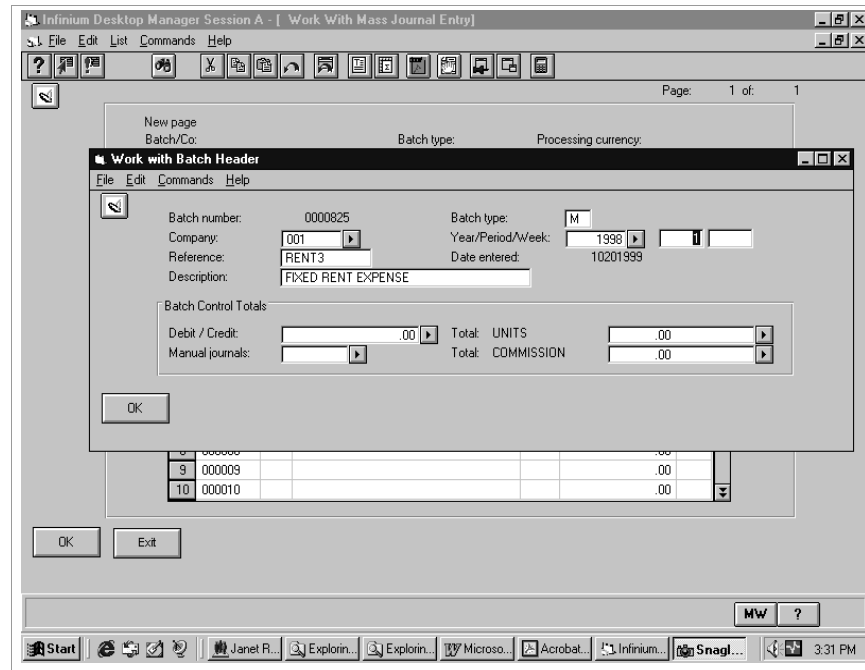 Infinium Desktop Manager Session A - [ Work With Mass Journal Entry]
File Edit List Commands Help
Page: 1 of: 1
New page
Batch/Co: Batch type: Processing currency:
Work with Batch Header
File Edit Commands Help
Batch number: 0000825 Batch type: M
Company: 001 Year/Period/Week: 1998 1
Reference: RENT3 Date entered: 10201999
Description: FIXED RENT EXPENSE
Batch Control Totals
Debit / Credit: .00 Total: UNITS .00
Manual journals: Total: COMMISSION .00
OK
9 000009 .00
10 000010 .00
OK Exit
MW ?
Start Janet R... Explorin... Explorin... Microso... Acrobat... Infinium... SnagI... 3:31 PM